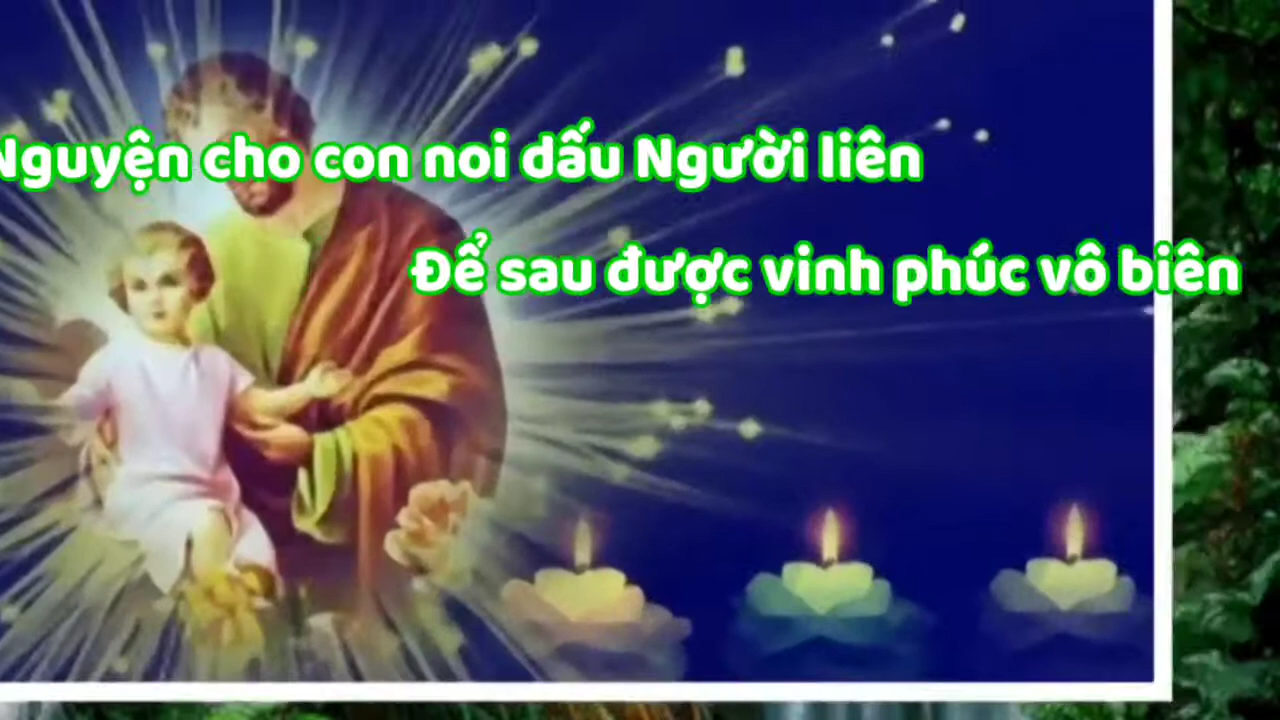 Nguyện cho con noi dấu Người liên
Để sau được vinh phúc vô biên